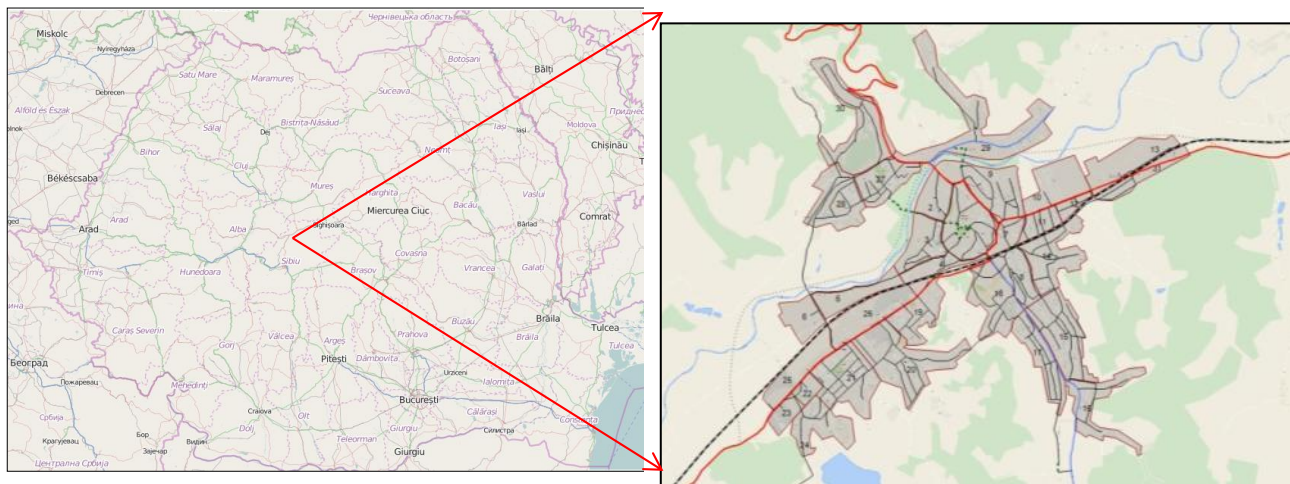 Чернівецька область
Miskolc
Nyíregyháza
Botoșani
Satu Mare
Maramureș
Bălți
Debrecen
Suceava
Alföld és Észak
Придне
Bistrița-Năsăud
Sălaj
Dej
Iași
Iași
Moldova
Neamț
Chișinău
Bihor
Cluj
Mureș
Harghita
Vaslui
Békéscsaba
Miercurea Ciuc
Bacău
Comrat
Arad
Sighișoara
Bârlad
Arad
Alba
Covasna
Sibiu
Timiș
Hunedoara
Brașov
Vrancea
Galați
Caraș Severin
Buzău
Brăila
Gorj
Vâlcea
Argeș
Prahova
Tulcea
Београд
Pitești
Dâmbovița
Brăila
Tulcea
Urziceni
Ialomița
Пожаревац
Mehedinți
București
Călărași
Constanța
Србија
Craiova
Olt
Крагујевац
Бор
Видин
Dolj
Teleorman
Giurgiu
Силистра
Зајечар
Giurgiu
Централна Србија
30
29
13
9
27
10
2
12
28
11
3
4
6
16
6
26
19
15
17
25
21
20
22
23
18
24